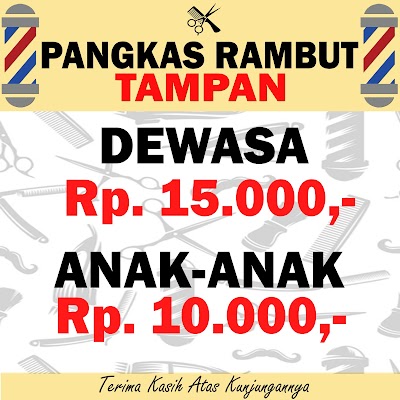 PANGKAS RAMBUT
TAMPAN
DEWASA
Rp. 15.000,-
ANAK-ANAK
Rp. 10.000,-
Terima Kasih Atas Kunjungannya